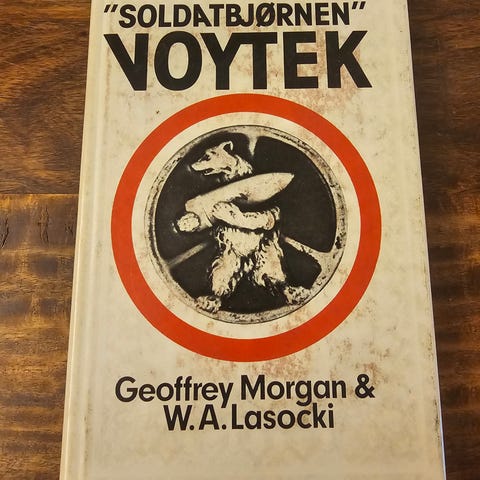 "SOLDATBJØRNEN"
VOYTEK
Geoffrey Morgan &
W.A. Lasocki